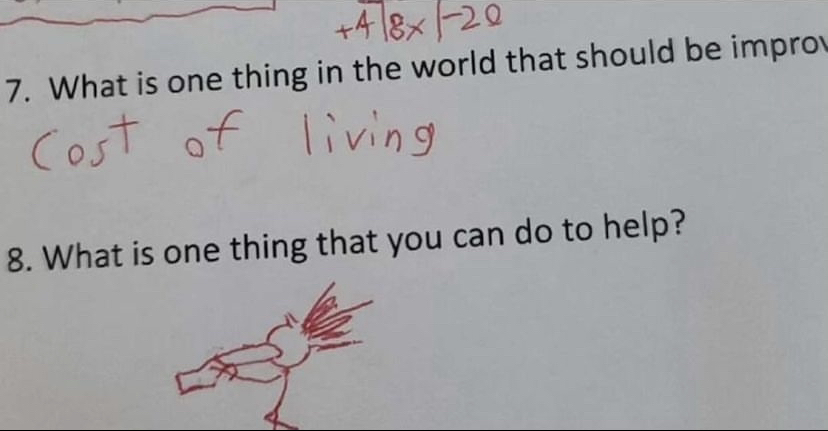 +4 | 8x | -20
7. What is one thing in the world that should be improv
Cost of living
8. What is one thing that you can do to help?